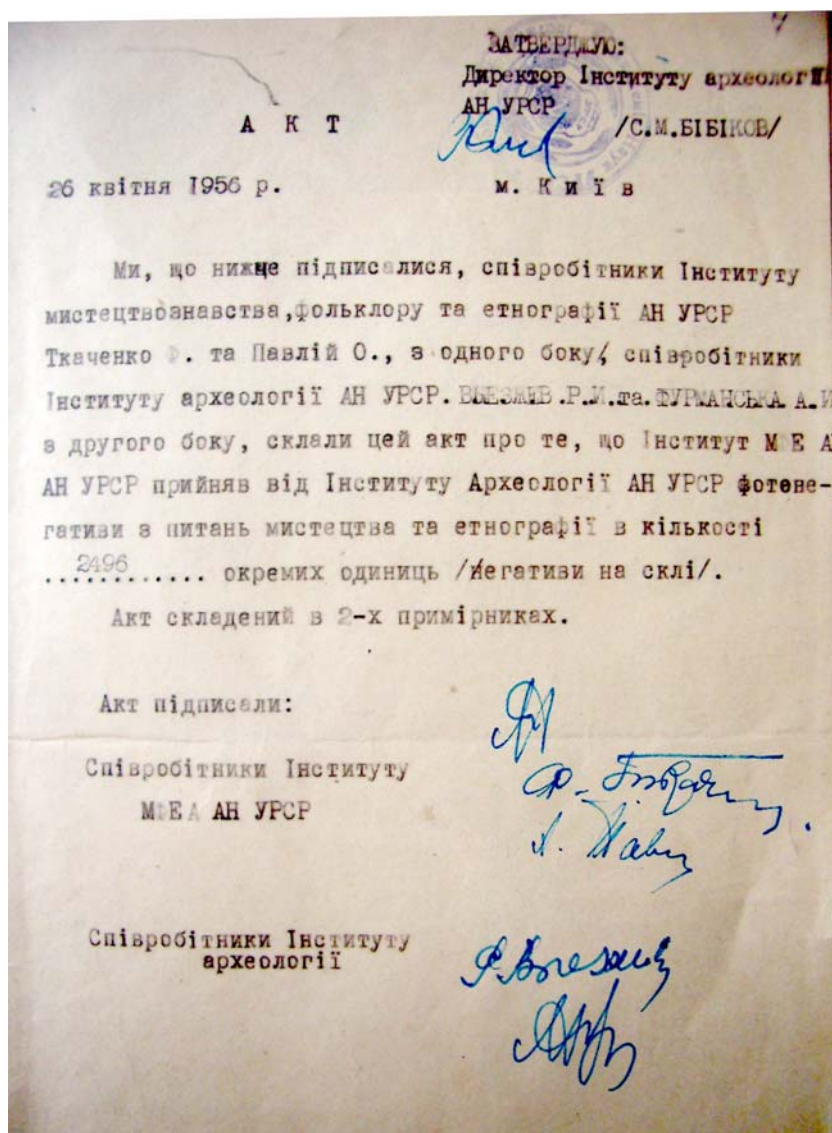 4
ЗАТВЕРДЖУЮ:
Директор Інституту археології
АН УРСР
/С.М.БІБІКОВ/
А К Т
26 квітня 1956 р. м. К и ї в
Ми, що нижще підписалися, співробітники Інституту
мистецтвознавства,фольклору та етнографії АН УРСР
Ткаченко . та Павлій О., з одного боку, співробітники
Інституту археології АН УРСР. ВЬЕЗЖЕВ.Р.И.та.ФУРМАНСЬКА А.И
з другого боку, склали цей акт про те, що Інститут М Е А
АН УРСР прийняв від Інституту Археології АН УРСР фотоне-
гативи з питань мистецтва та етнографії в кількості
...2496..... окремих одиниць /негативи на склі/.
Акт складений в 2-х примірниках.
Акт підписали:
Співробітники Інституту
АН УРСР
Співробітники Інституту
археології